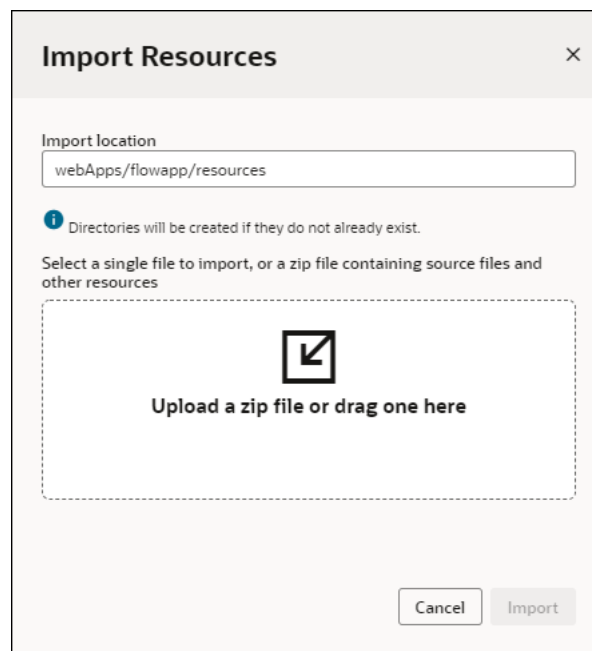 Import Resources
Import location
webApps/flowapp/resources
Directories will be created if they do not already exist.
Select a single file to import, or a zip file containing source files and
other resources
Upload a zip file or drag one here
Cancel
Import